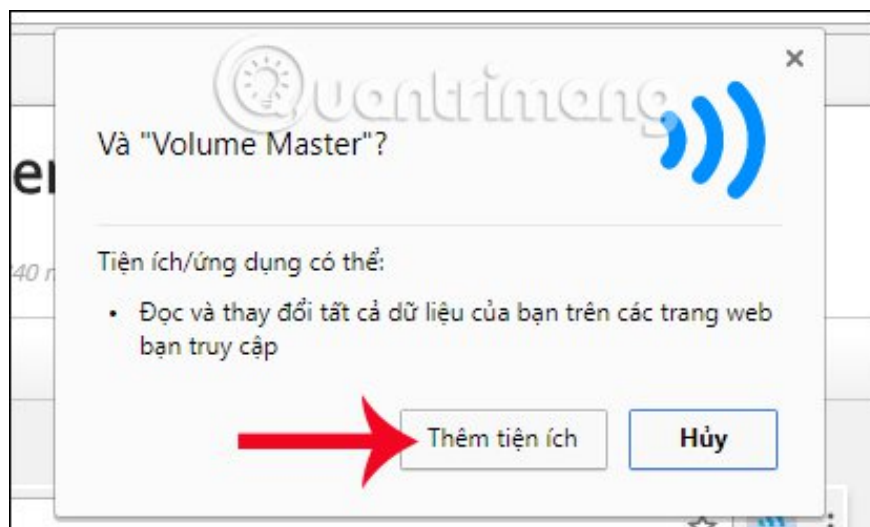 Quantrimang
Và "Volume Master"?
Tiện ích/ứng dụng có thể:
• Đọc và thay đổi tất cả dữ liệu của bạn trên các trang web
bạn truy cập
Thêm tiện ích
Hủy